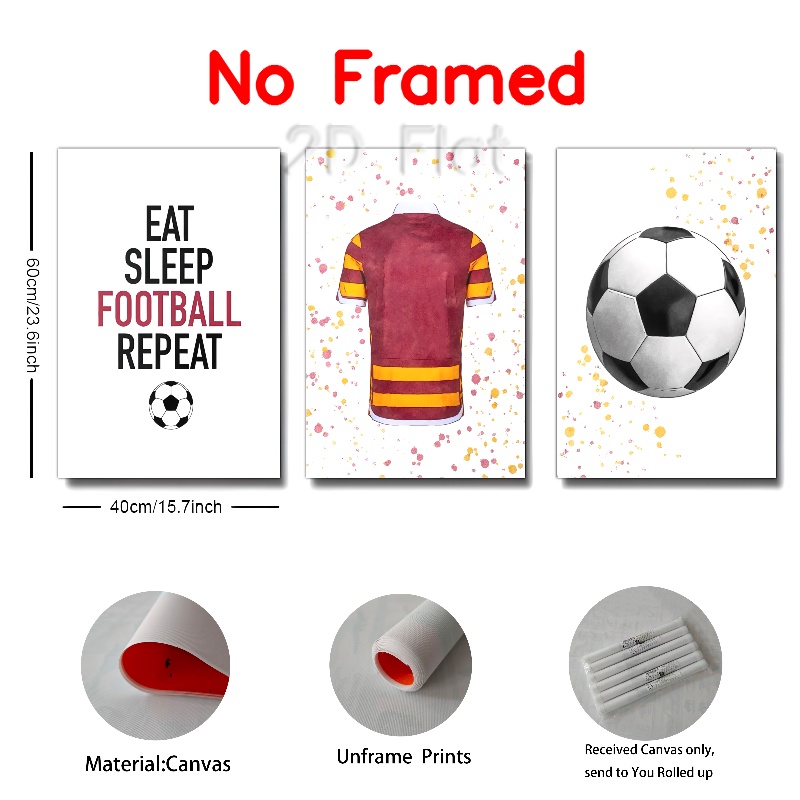 No Framed
2D Flat
EAT
SLEEP
FOOTBALL
REPEAT
60cm/23.6inch
40cm/15.7inch
Material:Canvas
Unframe Prints
Received Canvas only,
send to You Rolled up